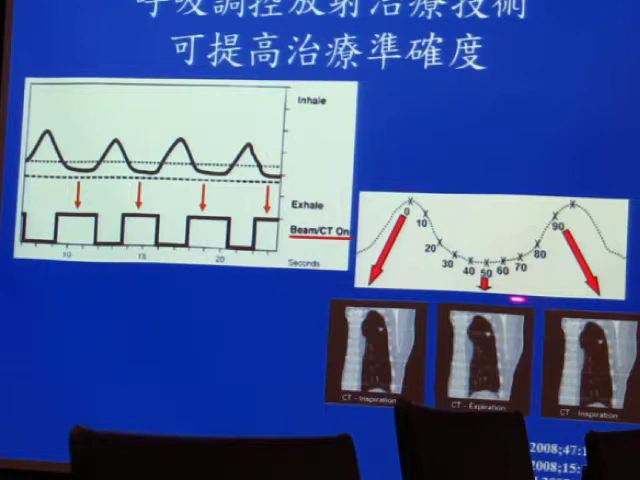 呼吸調控放射治療技術
可提高治療準確度
Inhale
Exhale
Beam/CT On
10 15 20 Seconds
0 10 20 30 40 50 60 70 80 90
CT - Inspiration
CT - Expiration
CT - Inspiration
2008;47:1
2008;15: